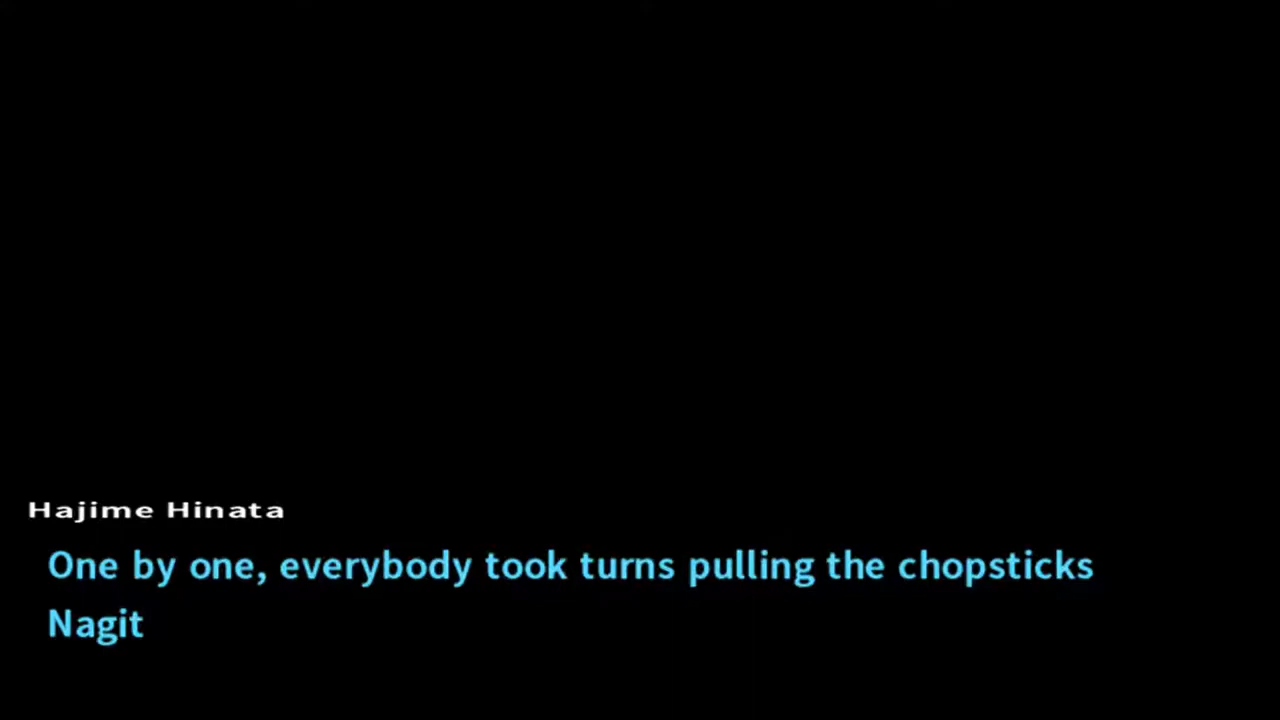 Hajime Hinata
One by one, everybody took turns pulling the chopsticks
Nagit